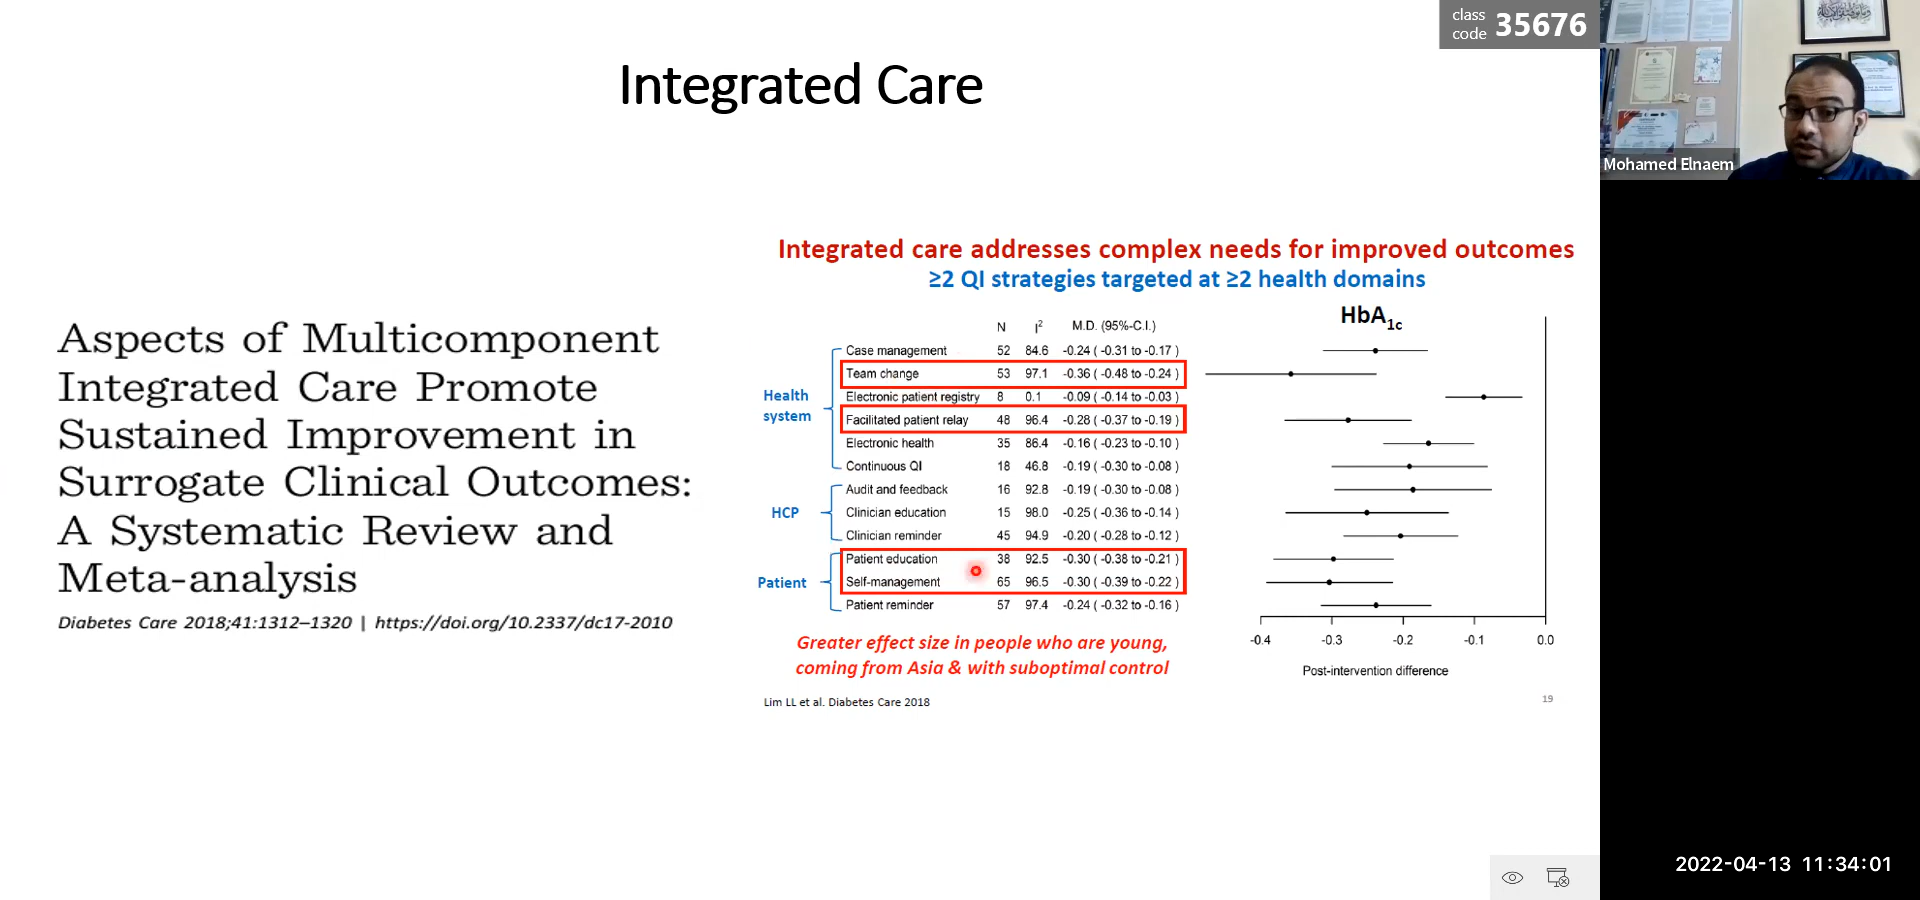 class
code 35676
Integrated Care
Mohamed Elnaem
Integrated care addresses complex needs for improved outcomes
≥2 QI strategies targeted at ≥2 health domains
Aspects of Multicomponent
Integrated Care Promote
Sustained Improvement in
Surrogate Clinical Outcomes:
A Systematic Review and
Meta-analysis
Diabetes Care 2018;41:1312–1320 | https://doi.org/10.2337/dc17-2010
HbA1c
N I² M.D. (95%-C.I.)
Health
system
Case management 52 84.6 -0.24 ( -0.31 to -0.17 )
Team change 53 97.1 -0.36 ( -0.48 to -0.24 )
Electronic patient registry 8 0.1 -0.09 ( -0.14 to -0.03 )
Facilitated patient relay 48 96.4 -0.28 ( -0.37 to -0.19 )
Electronic health 35 86.4 -0.16 ( -0.23 to -0.10 )
Continuous QI 18 46.8 -0.19 ( -0.30 to -0.08 )
HCP
Audit and feedback 16 92.8 -0.19 ( -0.30 to -0.08 )
Clinician education 15 98.0 -0.25 ( -0.36 to -0.14 )
Clinician reminder 45 94.9 -0.20 ( -0.28 to -0.12 )
Patient
Patient education 38 92.5 -0.30 ( -0.38 to -0.21 )
Self-management 65 96.5 -0.30 ( -0.39 to -0.22 )
Patient reminder 57 97.4 -0.24 ( -0.32 to -0.16 )
-0.4 -0.3 -0.2 -0.1 0.0
Post-intervention difference
Greater effect size in people who are young,
coming from Asia & with suboptimal control
Lim LL et al. Diabetes Care 2018
19
2022-04-13 11:34:01